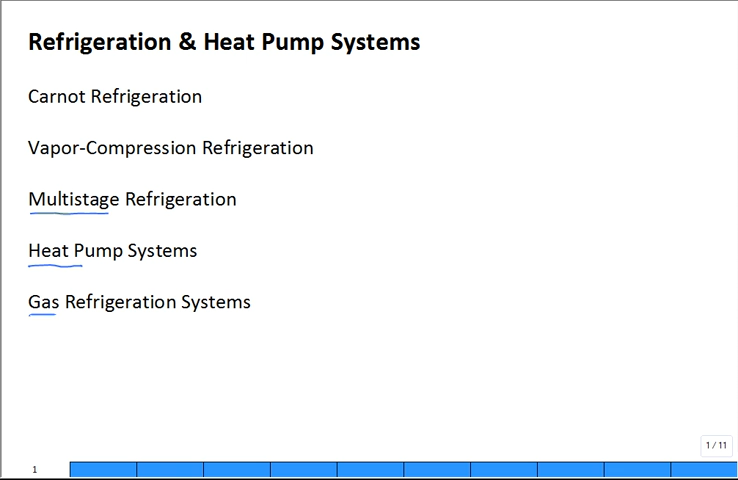 Refrigeration & Heat Pump Systems
Carnot Refrigeration
Vapor-Compression Refrigeration
Multistage Refrigeration
Heat Pump Systems
Gas Refrigeration Systems
1 / 11
1